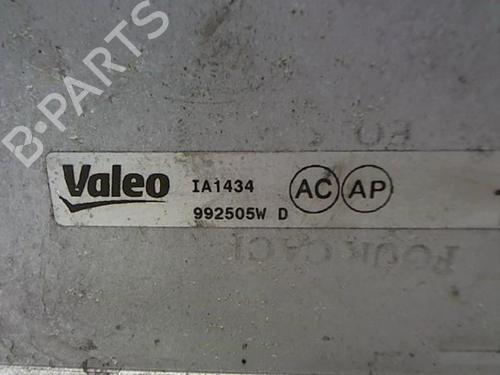 B-PARTS
Valeo IA1434 AC AP
992505W D